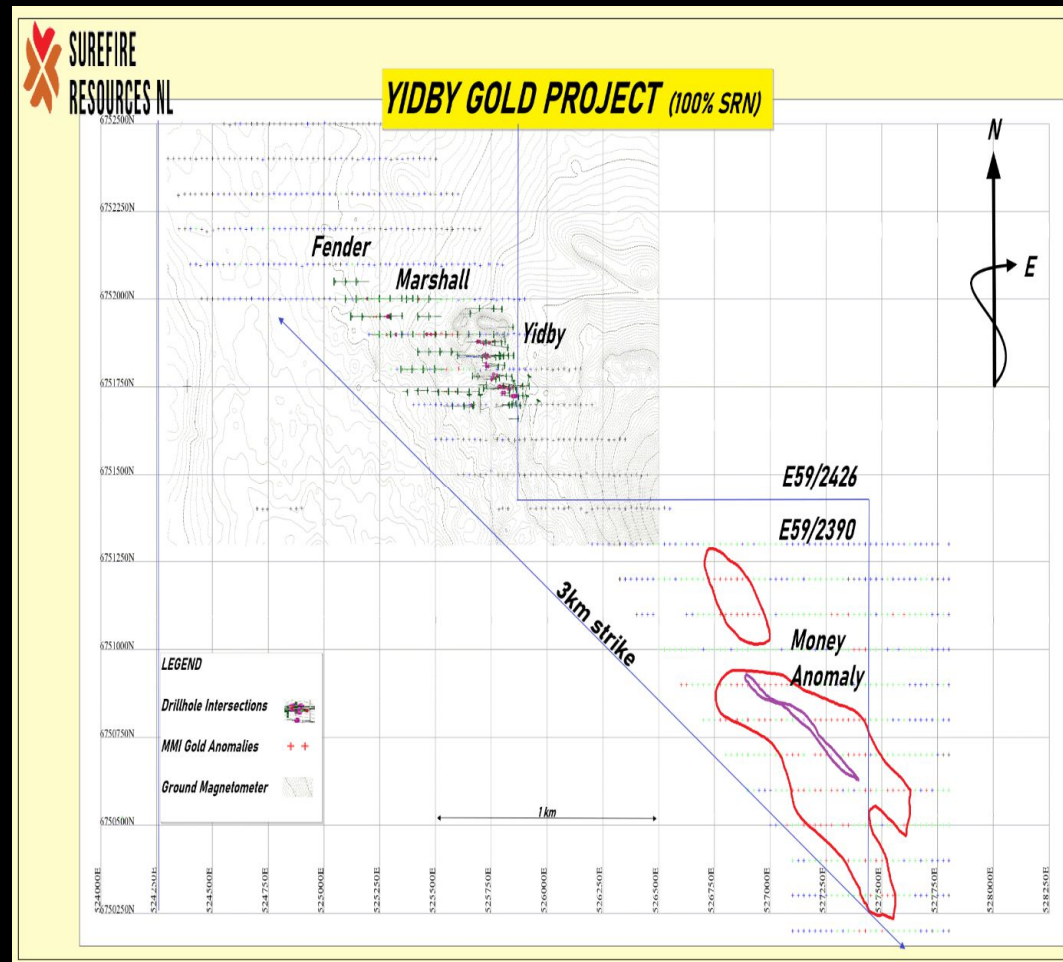 SUREFIRE
RESOURCES NL
YIDBY GOLD PROJECT (100% SRN)
N
E
6752500N
6752250N
6752000N
6751750N
6751500N
6751250N
6751000N
6750750N
6750500N
6750250N
Fender
Marshall
Yidby
E59/2426
E59/2390
3km strike
Money
Anomaly
LEGEND
Drillhole Intersections
MMI Gold Anomalies
Ground Magnetometer
1 km
524000E
524250E
524500E
524750E
525000E
525250E
525500E
525750E
526000E
526250E
526500E
526750E
527000E
527250E
527500E
527750E
528000E
528250E